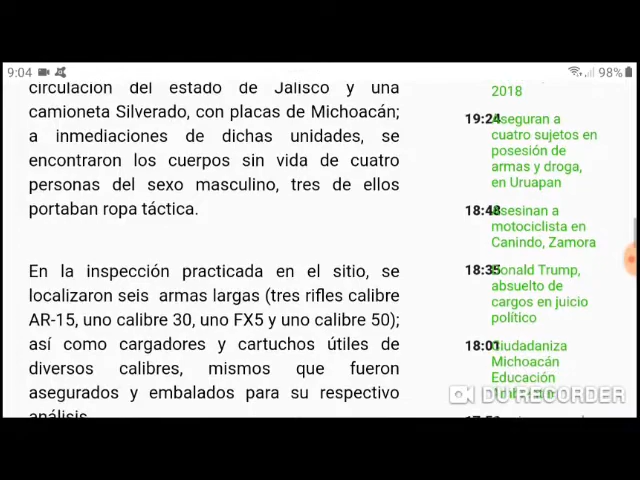 9:04
98%
circulación del estado de Jalisco y una
camioneta Silverado, con placas de Michoacán;
a inmediaciones de dichas unidades, se
encontraron los cuerpos sin vida de cuatro
personas del sexo masculino, tres de ellos
portaban ropa táctica.
En la inspección practicada en el sitio, se
localizaron seis armas largas (tres rifles calibre
AR-15, uno calibre 30, uno FX5 y uno calibre 50);
así como cargadores y cartuchos útiles de
diversos calibres, mismos que fueron
asegurados y embalados para su respectivo
análisis
2018
19:24 Aseguran a
cuatro sujetos en
posesión de
armas y droga,
en Uruapan
18:48 Asesinan a
motociclista en
Canindo, Zamora
18:35 Donald Trump,
absuelto de
cargos en juicio
político
18:01 Ciudadaniza
Michoacán
Educación
DU RECORDER